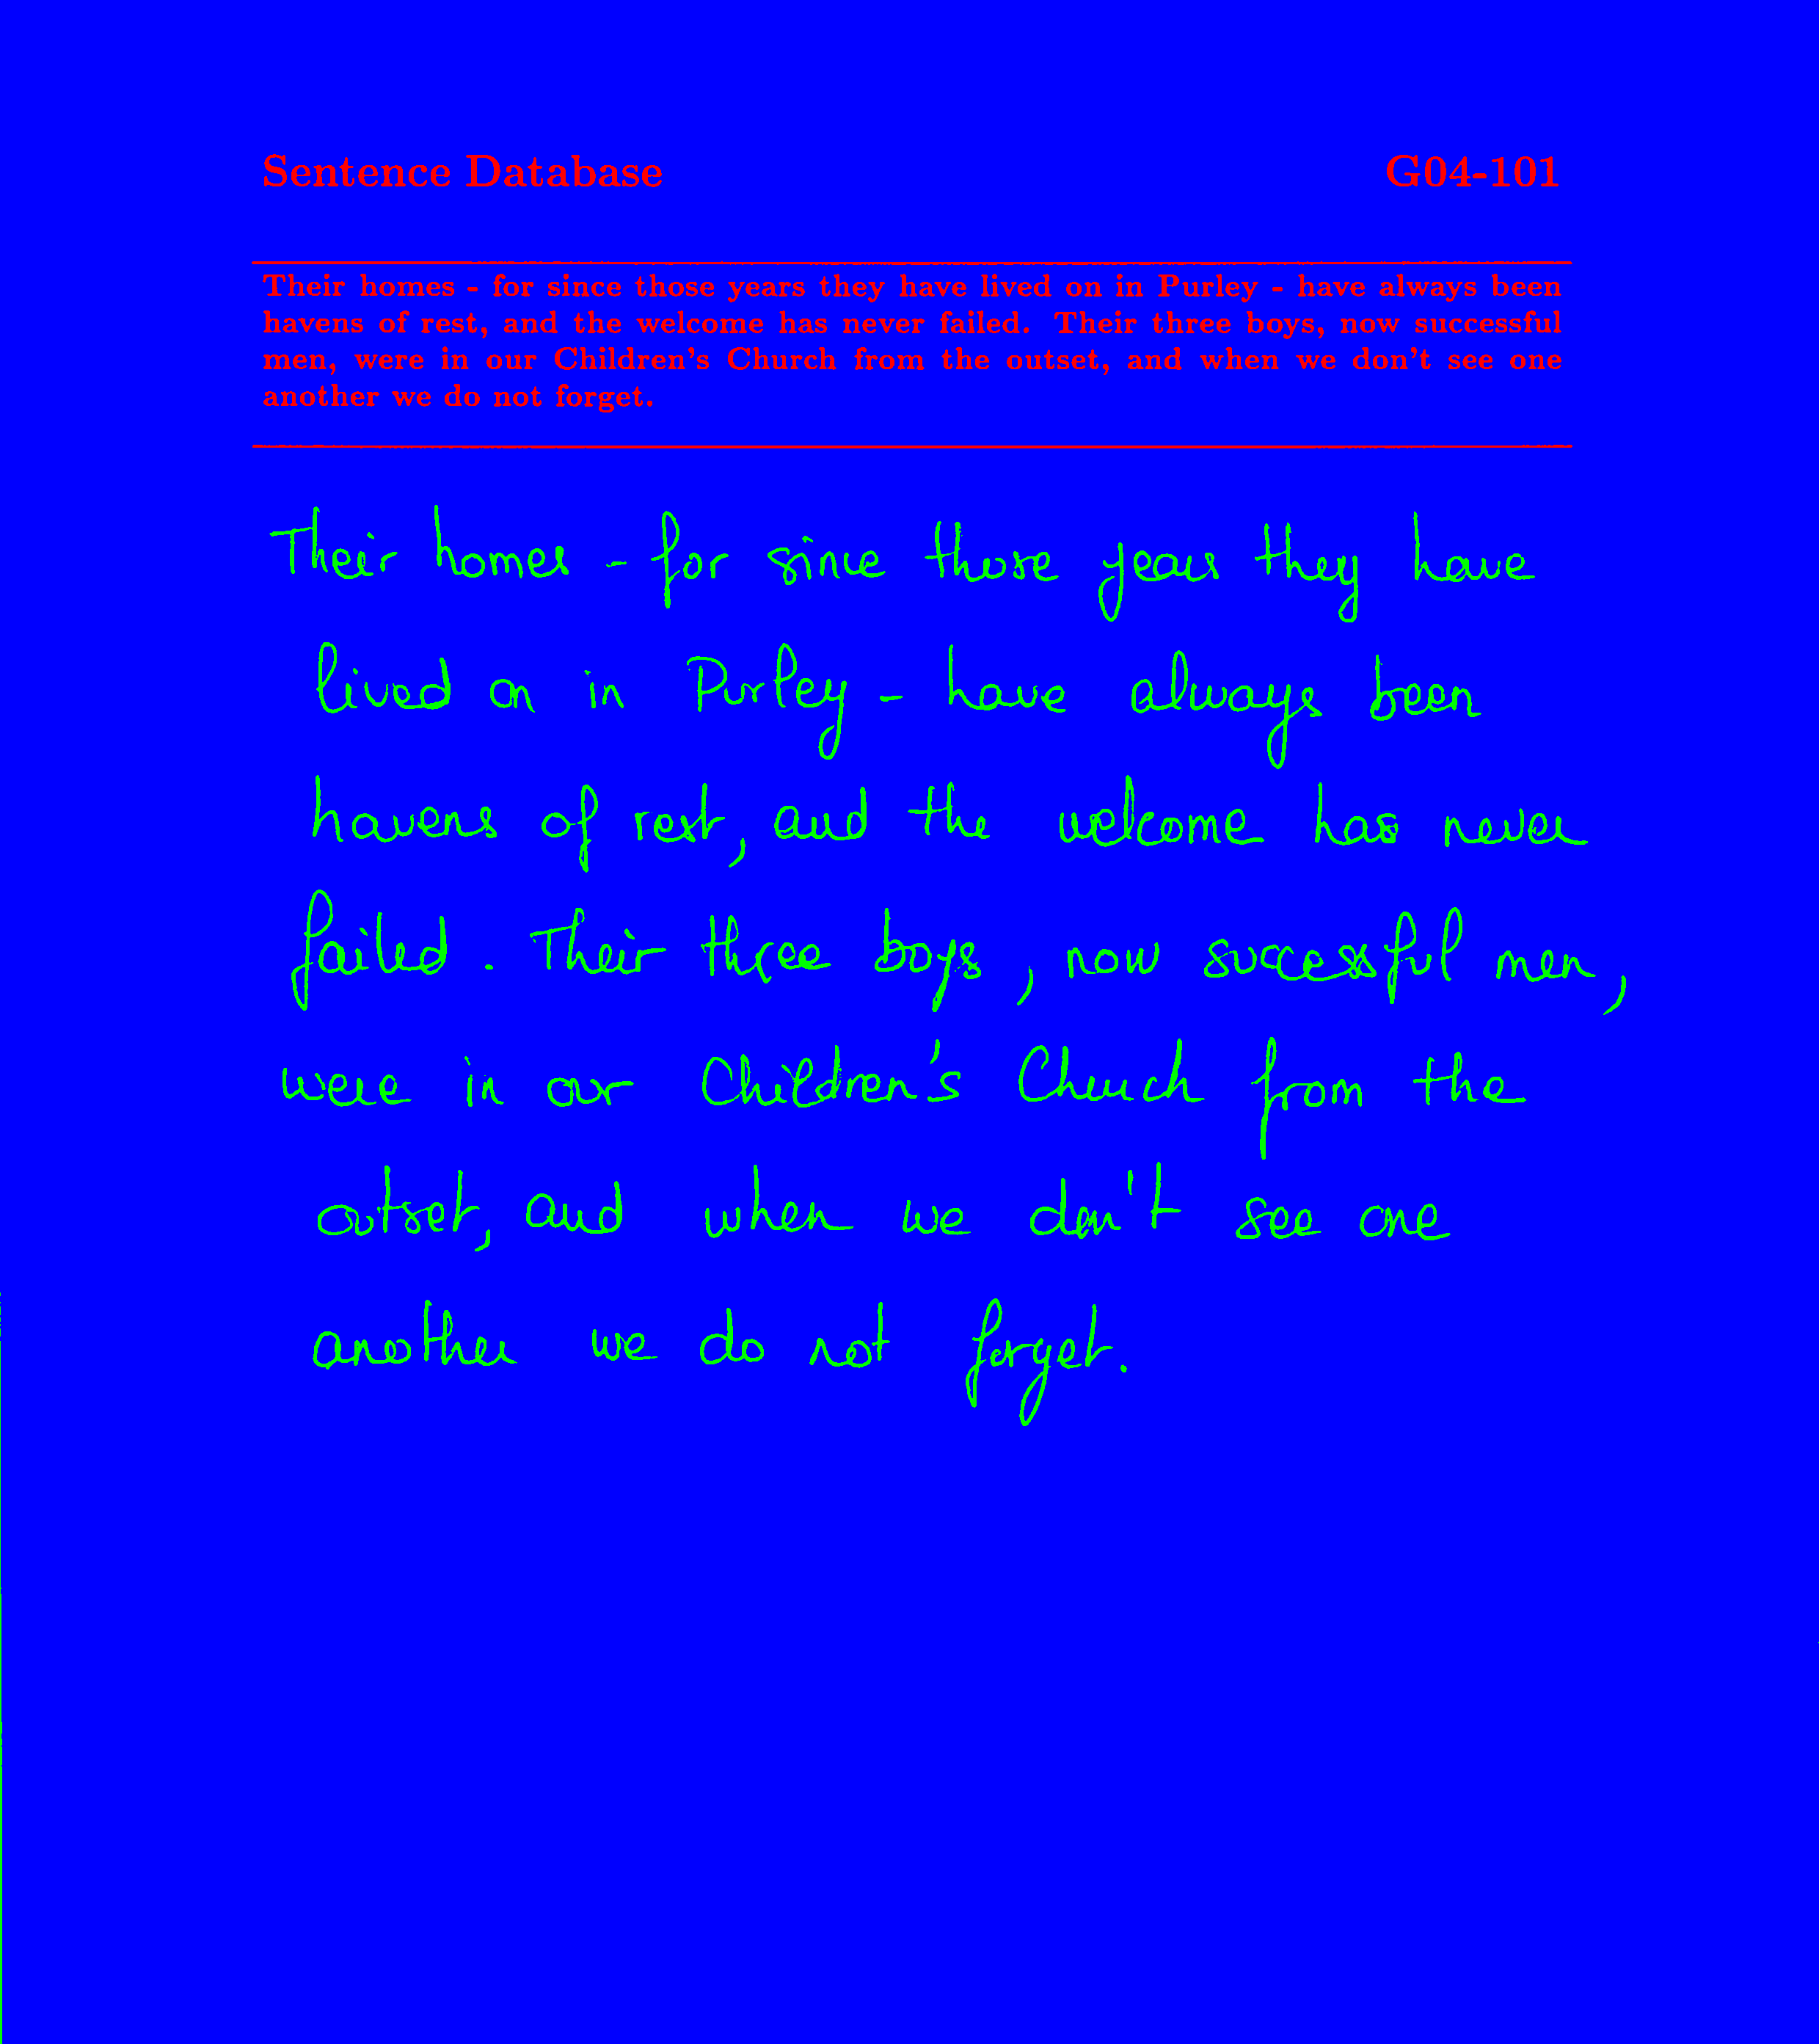 Sentence Database G04-101
Their homes - for since those years they have lived on in Purley - have always been
havens of rest, and the welcome has never failed. Their three boys, now successful
men, were in our Children's Church from the outset, and when we don't see one
another we do not forget.
Their homes - for since those years they have
lived on in Purley - have always been
havens of rest, and the welcome has never
failed. Their three boys, now successful men,
were in our Children's Church from the
outset, and when we don't see one
another we do not forget.